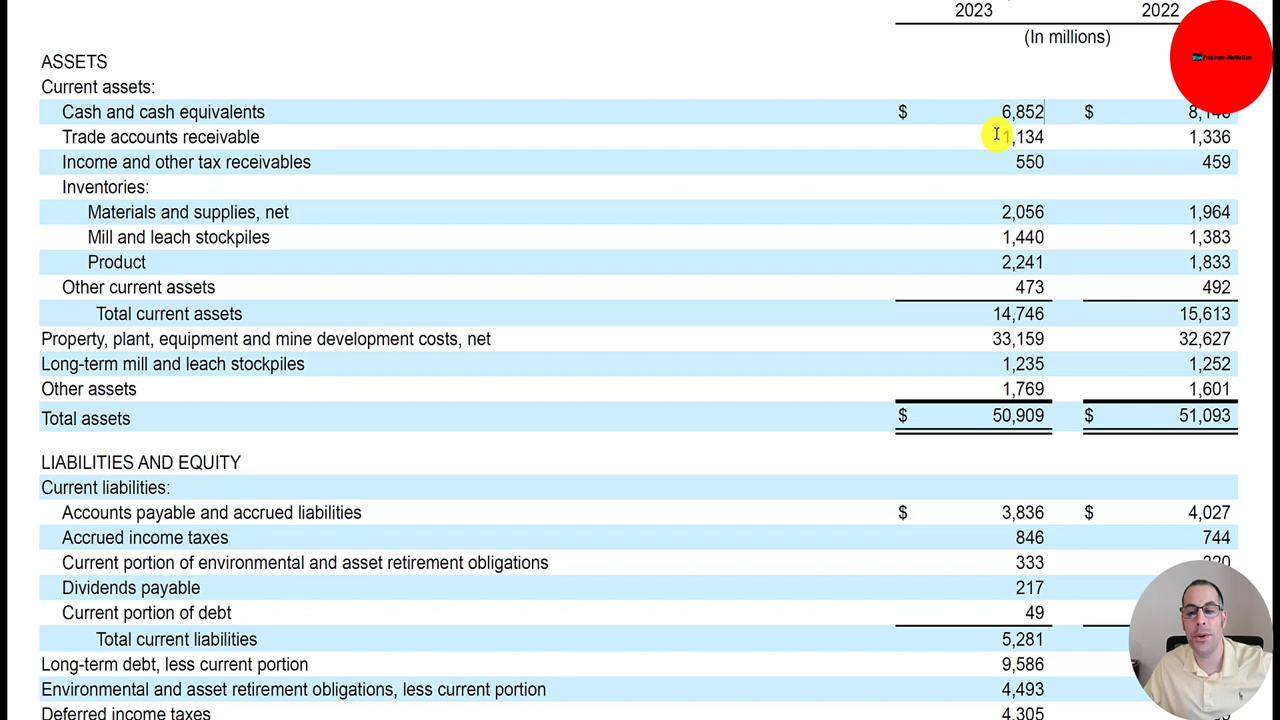 2023 2022
(In millions)
ASSETS
Current assets:
Cash and cash equivalents $ 6,852 $
Trade accounts receivable 1,134 1,336
Income and other tax receivables 550 459
Inventories:
Materials and supplies, net 2,056 1,964
Mill and leach stockpiles 1,440 1,383
Product 2,241 1,833
Other current assets 473 492
Total current assets 14,746 15,613
Property, plant, equipment and mine development costs, net 33,159 32,627
Long-term mill and leach stockpiles 1,235 1,252
Other assets 1,769 1,601
Total assets $ 50,909 $ 51,093
LIABILITIES AND EQUITY
Current liabilities:
Accounts payable and accrued liabilities $ 3,836 $ 4,027
Accrued income taxes 846 744
Current portion of environmental and asset retirement obligations 333
Dividends payable 217
Current portion of debt 49
Total current liabilities 5,281
Long-term debt, less current portion 9,586
Environmental and asset retirement obligations, less current portion 4,493
Deferred income taxes 4,305